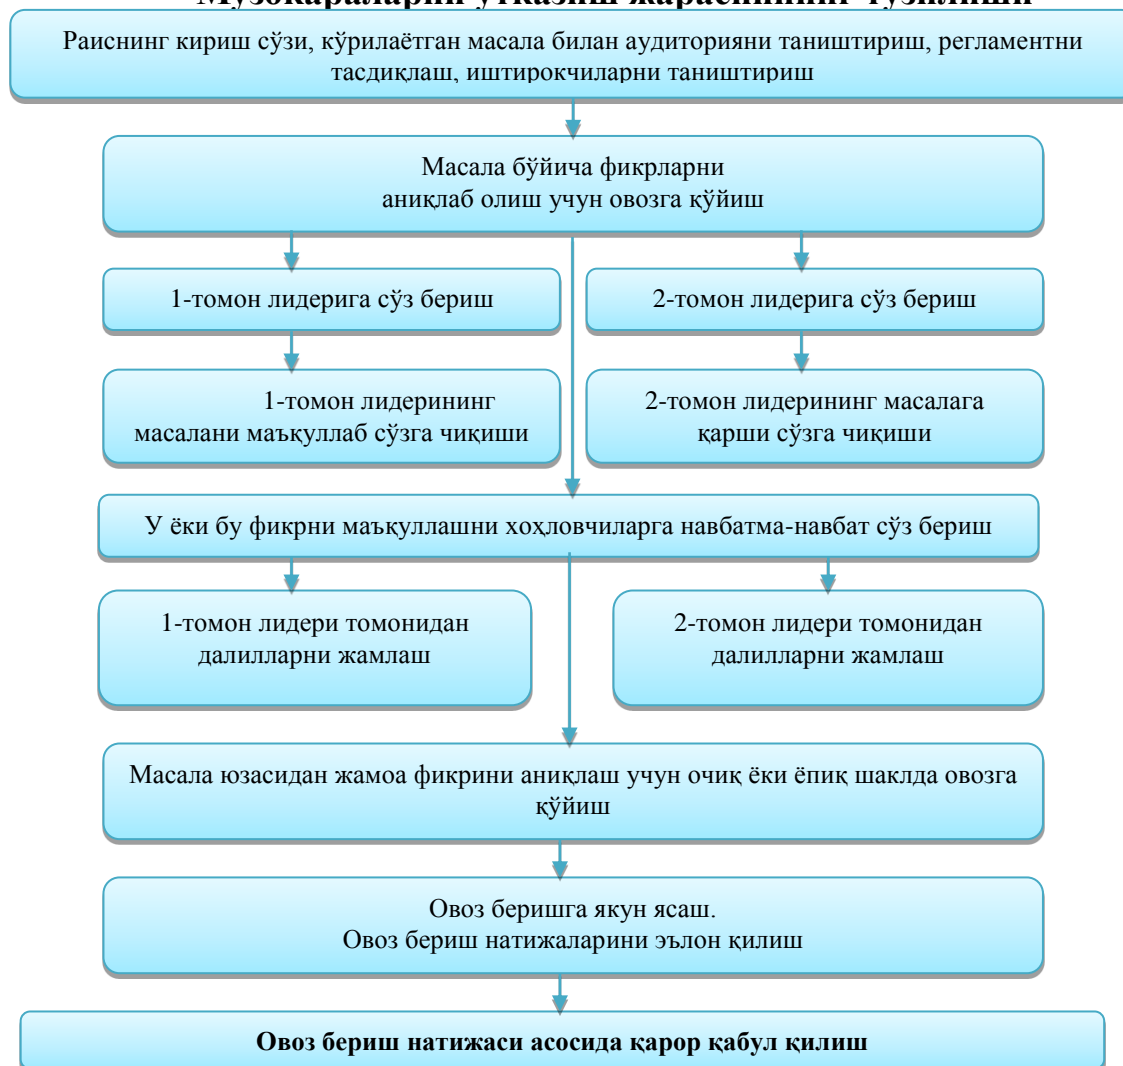 Музокараларни ўтказиш жараёнининг тузилиши
Раиснинг кириш сўзи, кўрилаётган масала билан аудиторияни таништириш, регламентни
тасдиқлаш, иштирокчиларни таништириш
Масала бўйича фикрларни
аниқлаб олиш учун овозга қўйиш
1-томон лидерига сўз бериш
2-томон лидерига сўз бериш
1-томон лидерининг
масалани маъқуллаб сўзга чиқиши
2-томон лидерининг масалага
қарши сўзга чиқиши
У ёки бу фикрни маъқуллашни хоҳловчиларга навбатма-навбат сўз бериш
1-томон лидери томонидан
далилларни жамлаш
2-томон лидери томонидан
далилларни жамлаш
Масала юзасидан жамоа фикрини аниқлаш учун очиқ ёки ёпиқ шаклда овозга
қўйиш
Овоз беришга якун ясаш.
Овоз бериш натижаларини эълон қилиш
Овоз бериш натижаси асосида қарор қабул қилиш